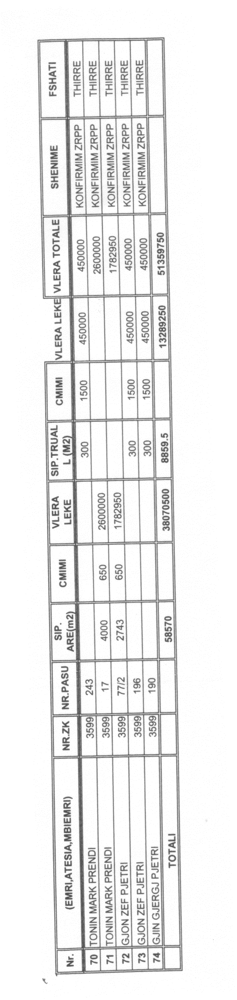 Nr. (EMRI,ATESIA,MBIEMRI) NR.ZK NR.PASU SIP. ARE(m2) CMIMI VLERA LEKE SIP.TRUAL L (M2) CMIMI VLERA LEKE VLERA TOTALE SHENIME FSHATI
70 TONIN MARK PRENDI 3599 243 300 1500 450000 450000 KONFIRMIM ZRPP THIRRE
71 TONIN MARK PRENDI 3599 17 4000 650 2600000 2600000 KONFIRMIM ZRPP THIRRE
72 GJON ZEF PJETRI 3599 77/2 2743 650 1782950 1782950 KONFIRMIM ZRPP THIRRE
73 GJON ZEF PJETRI 3599 196 300 1500 450000 450000 KONFIRMIM ZRPP THIRRE
74 GJIN GJERGJ PJETRI 3599 190 300 1500 450000 450000 KONFIRMIM ZRPP THIRRE
TOTALI 58570 38070500 8859.5 13289250 51359750